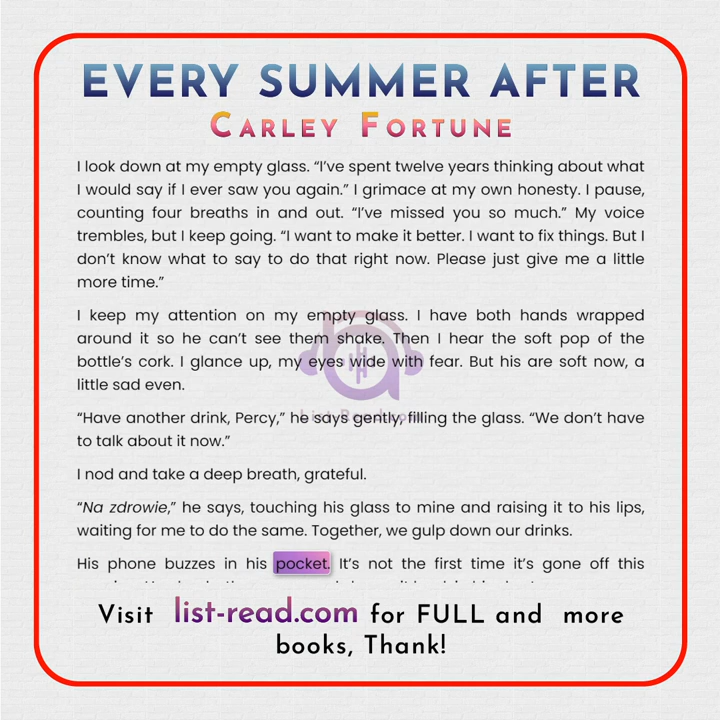 EVERY SUMMER AFTER
CARLEY FORTUNE
I look down at my empty glass. “I’ve spent twelve years thinking about what
I would say if I ever saw you again.” I grimace at my own honesty. I pause,
counting four breaths in and out. “I’ve missed you so much.” My voice
trembles, but I keep going. “I want to make it better. I want to fix things. But I
don’t know what to say to do that right now. Please just give me a little
more time.”
I keep my attention on my empty glass. I have both hands wrapped
around it so he can’t see them shake. Then I hear the soft pop of the
bottle’s cork. I glance up, my eyes wide with fear. But his are soft now, a
little sad even.
“Have another drink, Percy,” he says gently, filling the glass. “We don’t have
to talk about it now.”
I nod and take a deep breath, grateful.
“Na zdrowie,” he says, touching his glass to mine and raising it to his lips,
waiting for me to do the same. Together, we gulp down our drinks.
His phone buzzes in his pocket. It’s not the first time it’s gone off this
Visit list-read.com for FULL and more
books, Thank!